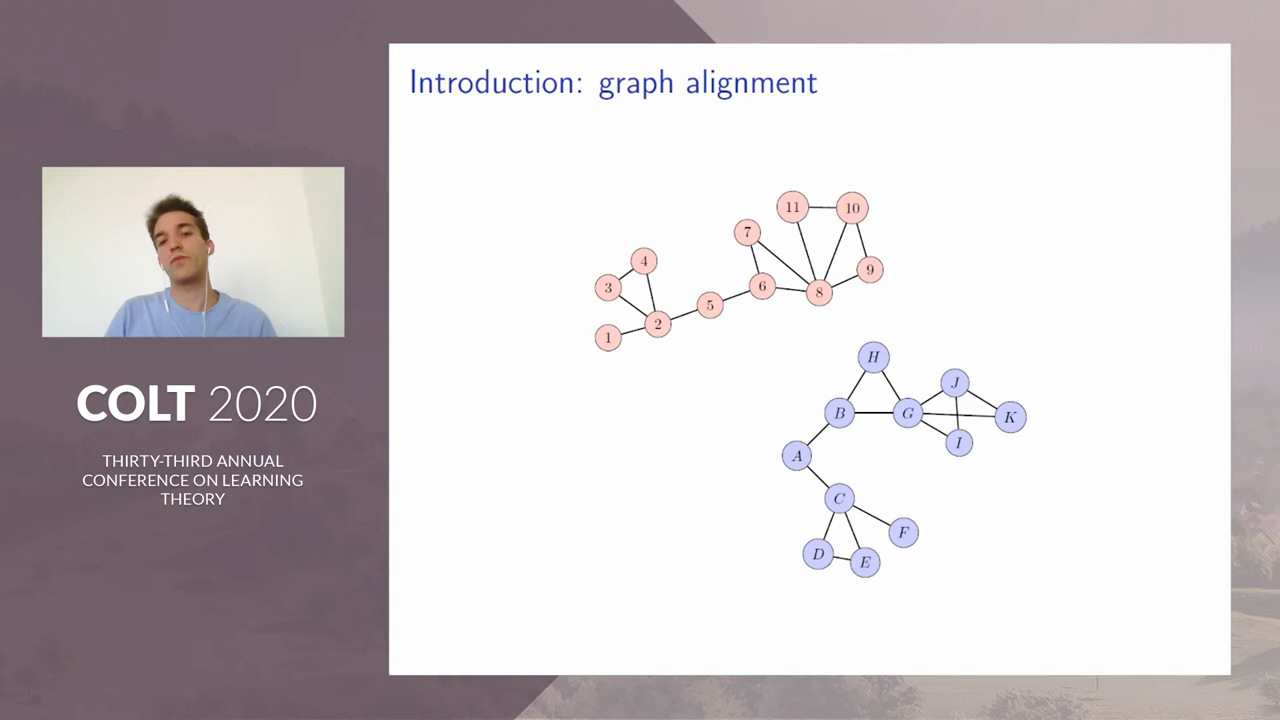 Introduction: graph alignment
11
10
7
4
9
3
6
8
5
2
1
H
J
B
G
K
I
A
C
F
D
E
COLT 2020
THIRTY-THIRD ANNUAL
CONFERENCE ON LEARNING
THEORY